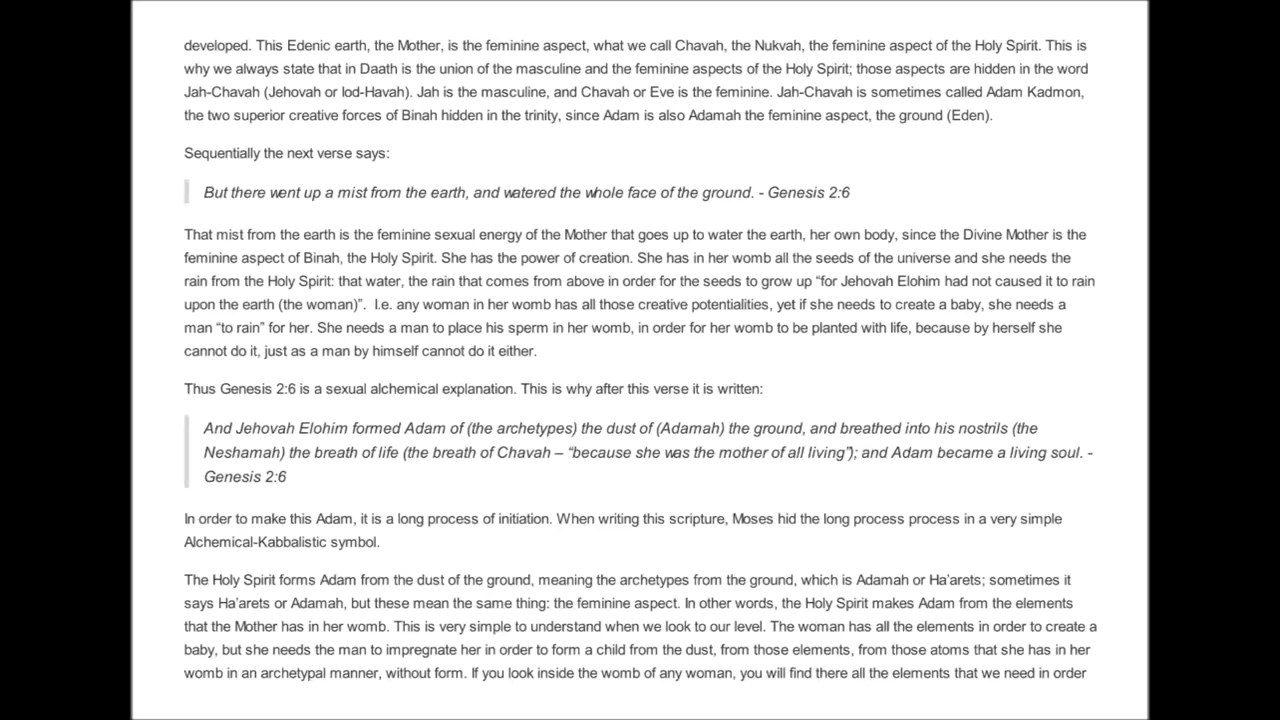 developed. This Edenic earth, the Mother, is the feminine aspect, what we call Chavah, the Nukvah, the feminine aspect of the Holy Spirit. This is
why we always state that in Daath is the union of the masculine and the feminine aspects of the Holy Spirit; those aspects are hidden in the word
Jah-Chavah (Jehovah or Iod-Havah). Jah is the masculine, and Chavah or Eve is the feminine. Jah-Chavah is sometimes called Adam Kadmon,
the two superior creative forces of Binah hidden in the trinity, since Adam is also Adamah the feminine aspect, the ground (Eden).
Sequentially the next verse says:
But there went up a mist from the earth, and watered the whole face of the ground. - Genesis 2:6
That mist from the earth is the feminine sexual energy of the Mother that goes up to water the earth, her own body, since the Divine Mother is the
feminine aspect of Binah, the Holy Spirit. She has the power of creation. She has in her womb all the seeds of the universe and she needs the
rain from the Holy Spirit: that water, the rain that comes from above in order for the seeds to grow up “for Jehovah Elohim had not caused it to rain
upon the earth (the woman)”.  I.e. any woman in her womb has all those creative potentialities, yet if she needs to create a baby, she needs a
man “to rain” for her. She needs a man to place his sperm in her womb, in order for her womb to be planted with life, because by herself she
cannot do it, just as a man by himself cannot do it either.
Thus Genesis 2:6 is a sexual alchemical explanation. This is why after this verse it is written:
And Jehovah Elohim formed Adam of (the archetypes) the dust of (Adamah) the ground, and breathed into his nostrils (the
Neshamah) the breath of life (the breath of Chavah – “because she was the mother of all living”); and Adam became a living soul. -
Genesis 2:6
In order to make this Adam, it is a long process of initiation. When writing this scripture, Moses hid the long process process in a very simple
Alchemical-Kabbalistic symbol.
The Holy Spirit forms Adam from the dust of the ground, meaning the archetypes from the ground, which is Adamah or Ha’arets; sometimes it
says Ha’arets or Adamah, but these mean the same thing: the feminine aspect. In other words, the Holy Spirit makes Adam from the elements
that the Mother has in her womb. This is very simple to understand when we look to our level. The woman has all the elements in order to create a
baby, but she needs the man to impregnate her in order to form a child from the dust, from those elements, from those atoms that she has in her
womb in an archetypal manner, without form. If you look inside the womb of any woman, you will find there all the elements that we need in order